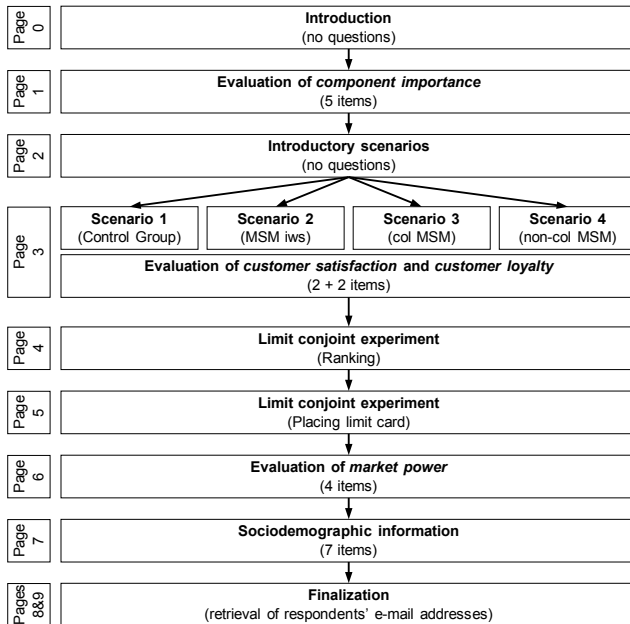 Page 0
Introduction
(no questions)
Page 1
Evaluation of component importance
(5 items)
Page 2
Introductory scenarios
(no questions)
Page 3
Scenario 1
(Control Group)
Scenario 2
(MSM iws)
Scenario 3
(col MSM)
Scenario 4
(non-col MSM)
Evaluation of customer satisfaction and customer loyalty
(2 + 2 items)
Page 4
Limit conjoint experiment
(Ranking)
Page 5
Limit conjoint experiment
(Placing limit card)
Page 6
Evaluation of market power
(4 items)
Page 7
Sociodemographic information
(7 items)
Pages 8&9
Finalization
(retrieval of respondents' e-mail addresses)